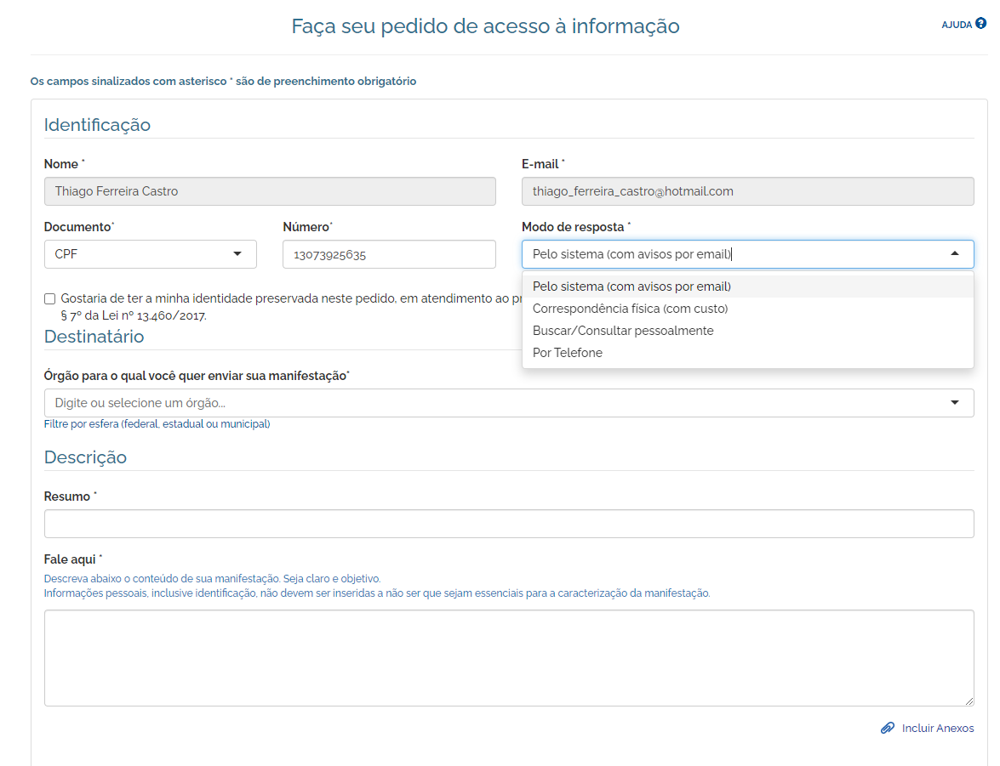 Faça seu pedido de acesso à informação
AJUDA
Os campos sinalizados com asterisco * são de preenchimento obrigatório
Identificação
Nome *
E-mail *
Thiago Ferreira Castro
thiago_ferreira_castro@hotmail.com
Documento*
Número*
Modo de resposta *
CPF
13073925635
Pelo sistema (com avisos por email)
Pelo sistema (com avisos por email)
Correspondência física (com custo)
Buscar/Consultar pessoalmente
Por Telefone
Gostaria de ter a minha identidade preservada neste pedido, em atendimento ao
§ 7º da Lei nº 13.460/2017.
Destinatário
Órgão para o qual você quer enviar sua manifestação*
Digite ou selecione um órgão...
Filtre por esfera (federal, estadual ou municipal)
Descrição
Resumo *
Fale aqui *
Descreva abaixo o conteúdo de sua manifestação. Seja claro e objetivo.
Informações pessoais, inclusive identificação, não devem ser inseridas a não ser que sejam essenciais para a caracterização da manifestação.
Incluir Anexos